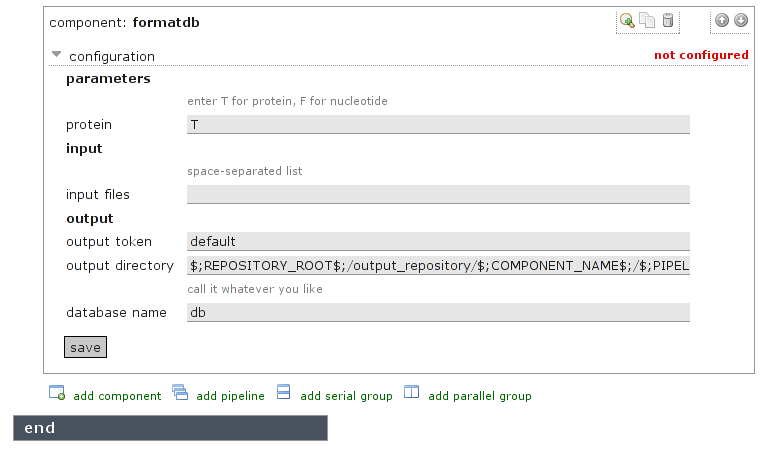 component: formatdb
configuration
not configured
parameters
enter T for protein, F for nucleotide
protein T
input
space-separated list
input files
output
output token default
output directory $;REPOSITORY_ROOT$;/output_repository/$;COMPONENT_NAME$;/$;PIPEL
call it whatever you like
database name db
save
add component add pipeline add serial group add parallel group
end